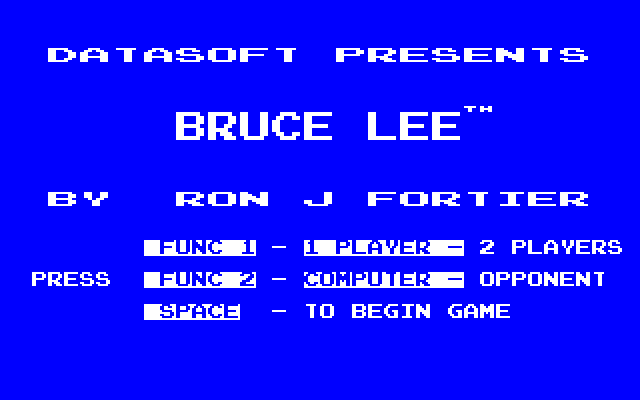 DATASOFT PRESENTS
BRUCE LEE™
BY RON J FORTIER
FUNC 1 - 1 PLAYER - 2 PLAYERS
PRESS FUNC 2 - COMPUTER - OPPONENT
SPACE - TO BEGIN GAME